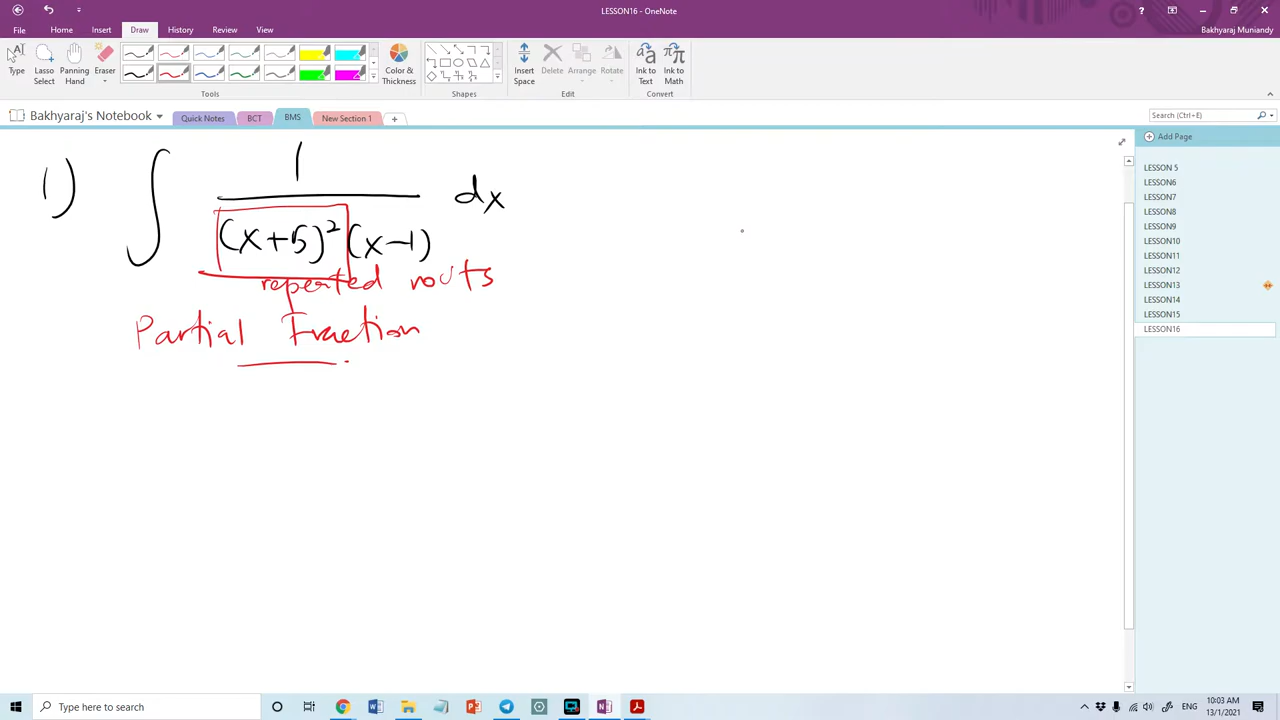 LESSON16 - OneNote
Bakhyaraj Muniandy
File Home Insert Draw History Review View
Type Lasso Select Panning Hand Eraser Color & Thickness Insert Space Delete Arrange Rotate Ink to Text Ink to Math
Tools Shapes Edit Convert
Bakhyaraj's Notebook Quick Notes BCT BMS New Section 1 Search (Ctrl+E)
Add Page
LESSON 5
LESSON6
LESSON7
LESSON8
LESSON9
LESSON10
LESSON11
LESSON12
LESSON13
LESSON14
LESSON15
LESSON16
1) ∫ 1 dx
(x+5)² (x-1)
repeated roots
Partial Fraction
Type here to search
10:03 AM
13/1/2021